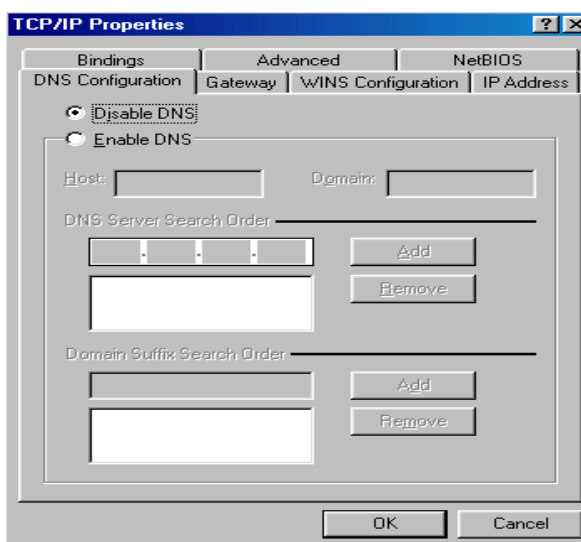 TCP/IP Properties
Bindings Advanced NetBIOS
DNS Configuration Gateway WINS Configuration IP Address
Disable DNS
Enable DNS
Host: Domain:
DNS Server Search Order
Add
Remove
Domain Suffix Search Order
Add
Remove
OK Cancel